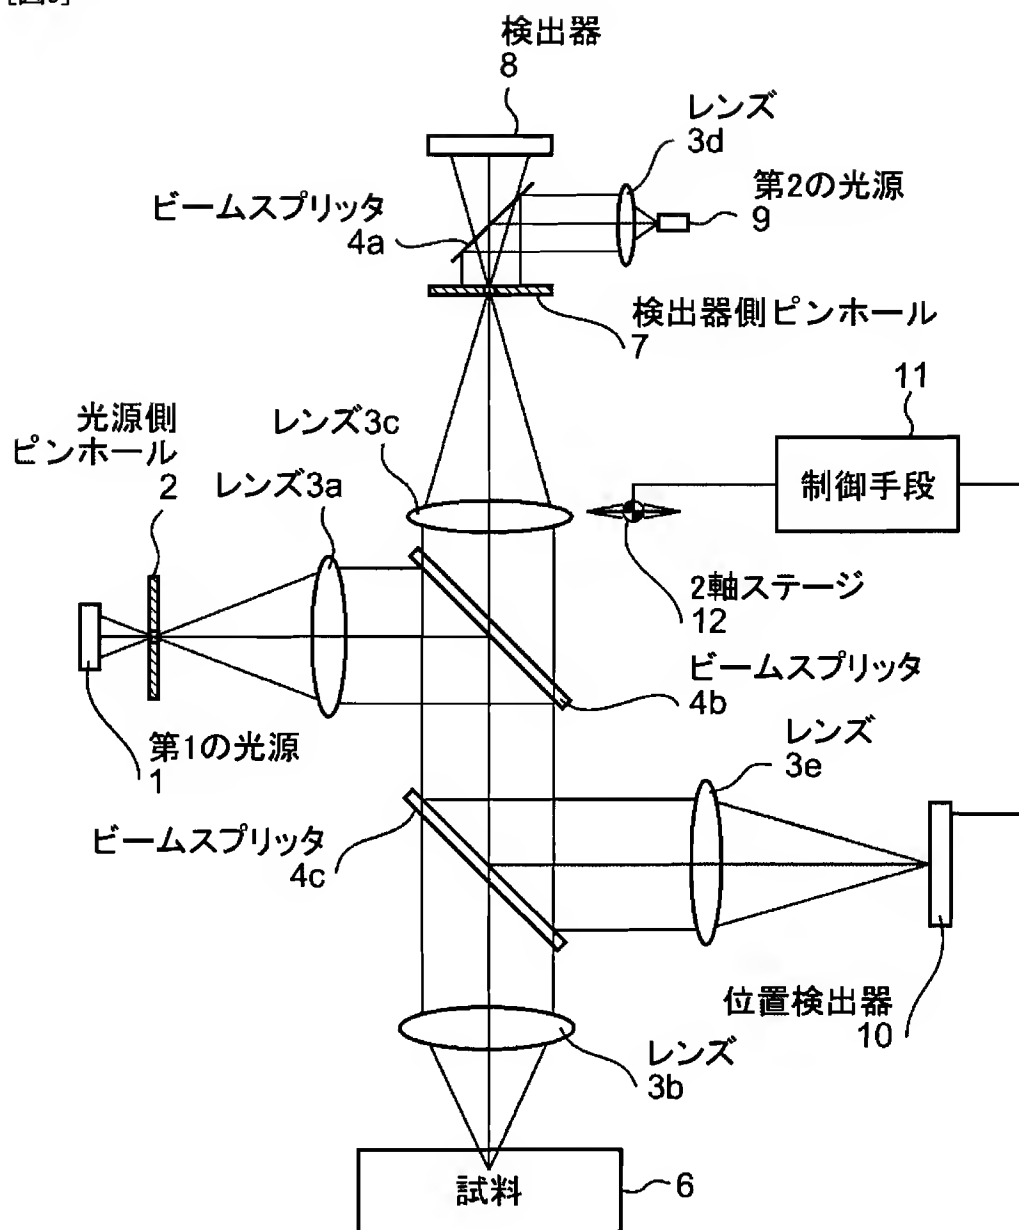 検出器
8
レンズ
3d
第2の光源
9
ビームスプリッタ
4a
検出器側ピンホール
7
11
制御手段
光源側
ピンホール
2
レンズ3c
レンズ3a
2軸ステージ
12
ビームスプリッタ
4b
第1の光源
1
レンズ
3e
ビームスプリッタ
4c
位置検出器
10
レンズ
3b
試料
6